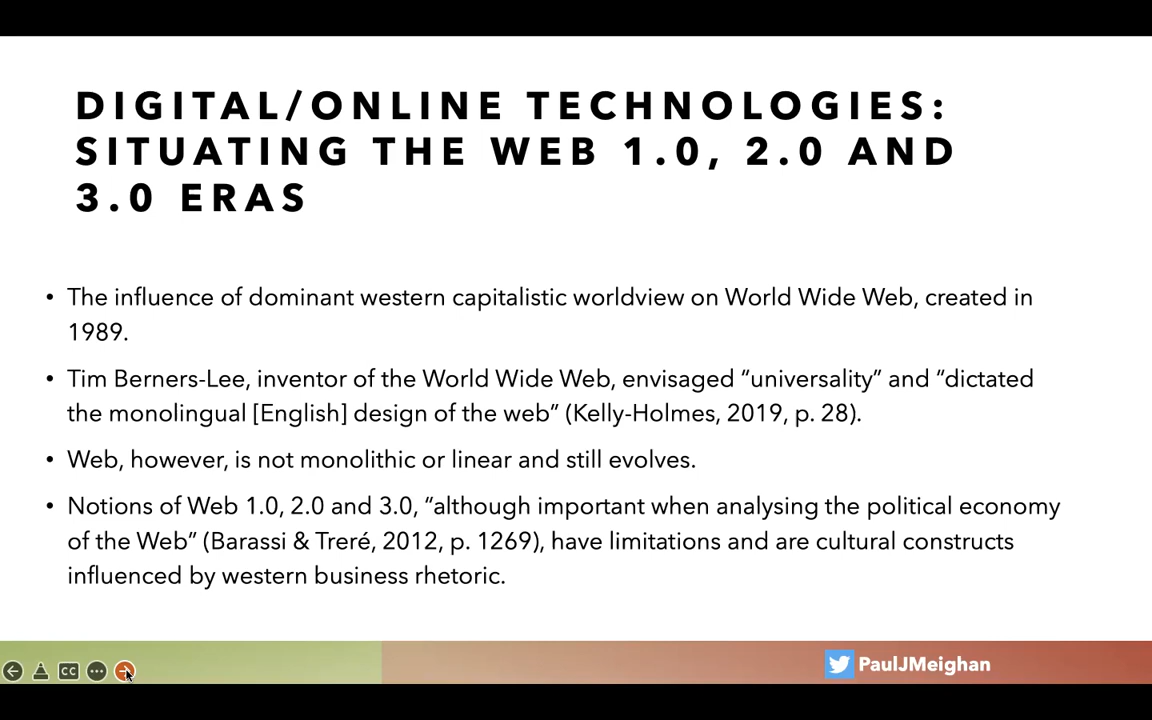 DIGITAL/ONLINE TECHNOLOGIES:
SITUATING THE WEB 1.0, 2.0 AND
3.0 ERAS
• The influence of dominant western capitalistic worldview on World Wide Web, created in
1989.
• Tim Berners-Lee, inventor of the World Wide Web, envisaged “universality” and “dictated
the monolingual [English] design of the web” (Kelly-Holmes, 2019, p. 28).
• Web, however, is not monolithic or linear and still evolves.
• Notions of Web 1.0, 2.0 and 3.0, “although important when analysing the political economy
of the Web” (Barassi & Treré, 2012, p. 1269), have limitations and are cultural constructs
influenced by western business rhetoric.
CC
PaulJMeighan